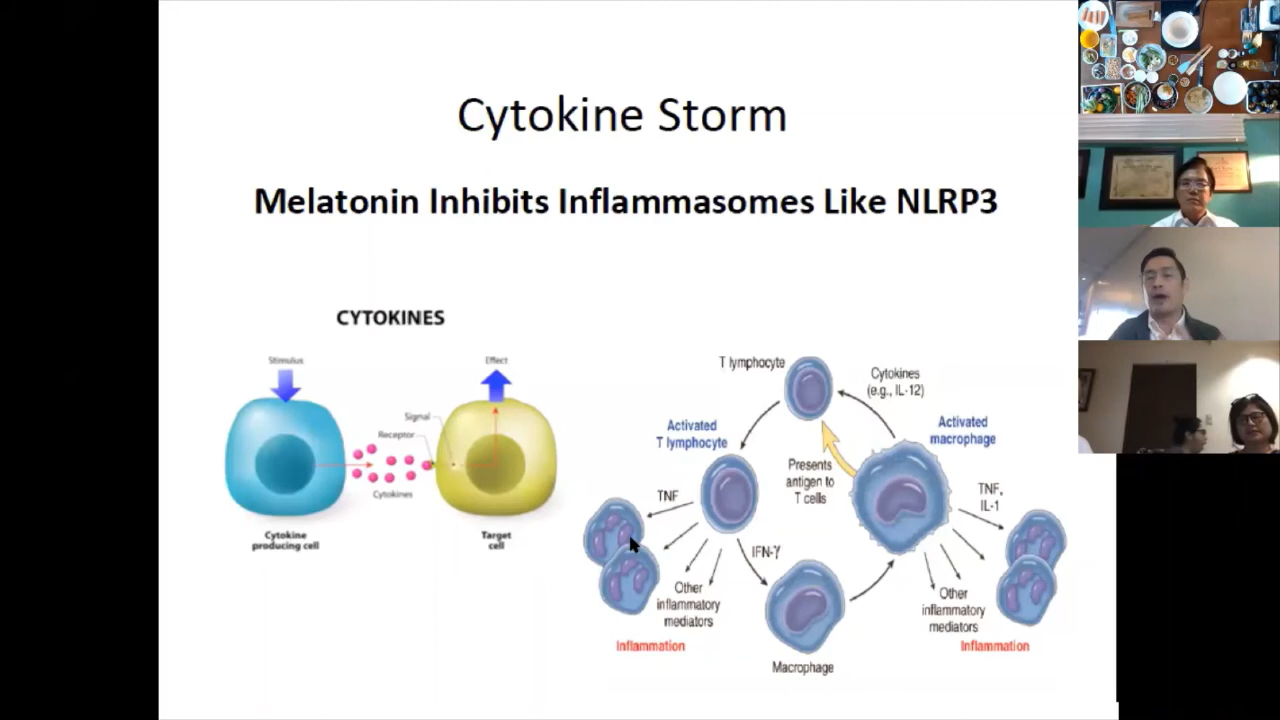 Cytokine Storm
Melatonin Inhibits Inflammasomes Like NLRP3
CYTOKINES
Stimulus
Effect
Signal
Receptor
Cytokines
Cytokine
producing cell
Target
cell
T lymphocyte
Cytokines
(e.g., IL-12)
Activated
T lymphocyte
Activated
macrophage
Presents
antigen to
T cells
TNF
TNF,
IL-1
IFN-γ
Other
inflammatory
mediators
Other
inflammatory
mediators
Inflammation
Inflammation
Macrophage